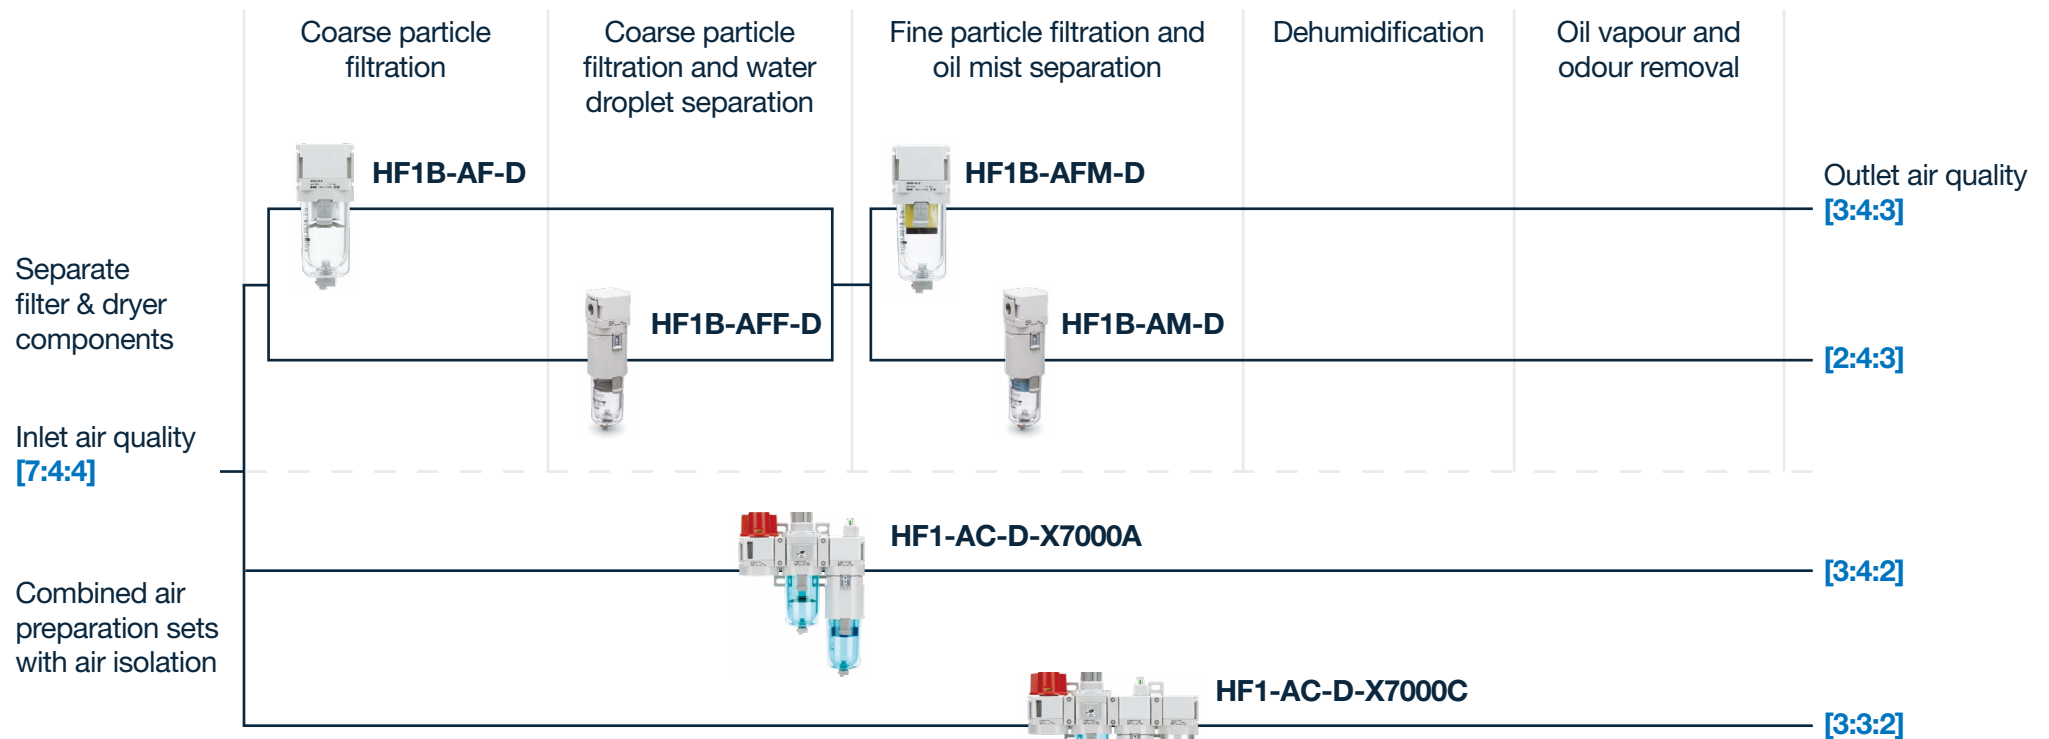 Coarse particle
filtration
Coarse particle
filtration and water
droplet separation
Fine particle filtration and
oil mist separation
Dehumidification
Oil vapour and
odour removal
HF1B-AF-D
HF1B-AFM-D
Outlet air quality
[3:4:3]
Separate
filter & dryer
components
HF1B-AFF-D
HF1B-AM-D
[2:4:3]
Inlet air quality
[7:4:4]
HF1-AC-D-X7000A
[3:4:2]
Combined air
preparation sets
with air isolation
HF1-AC-D-X7000C
[3:3:2]